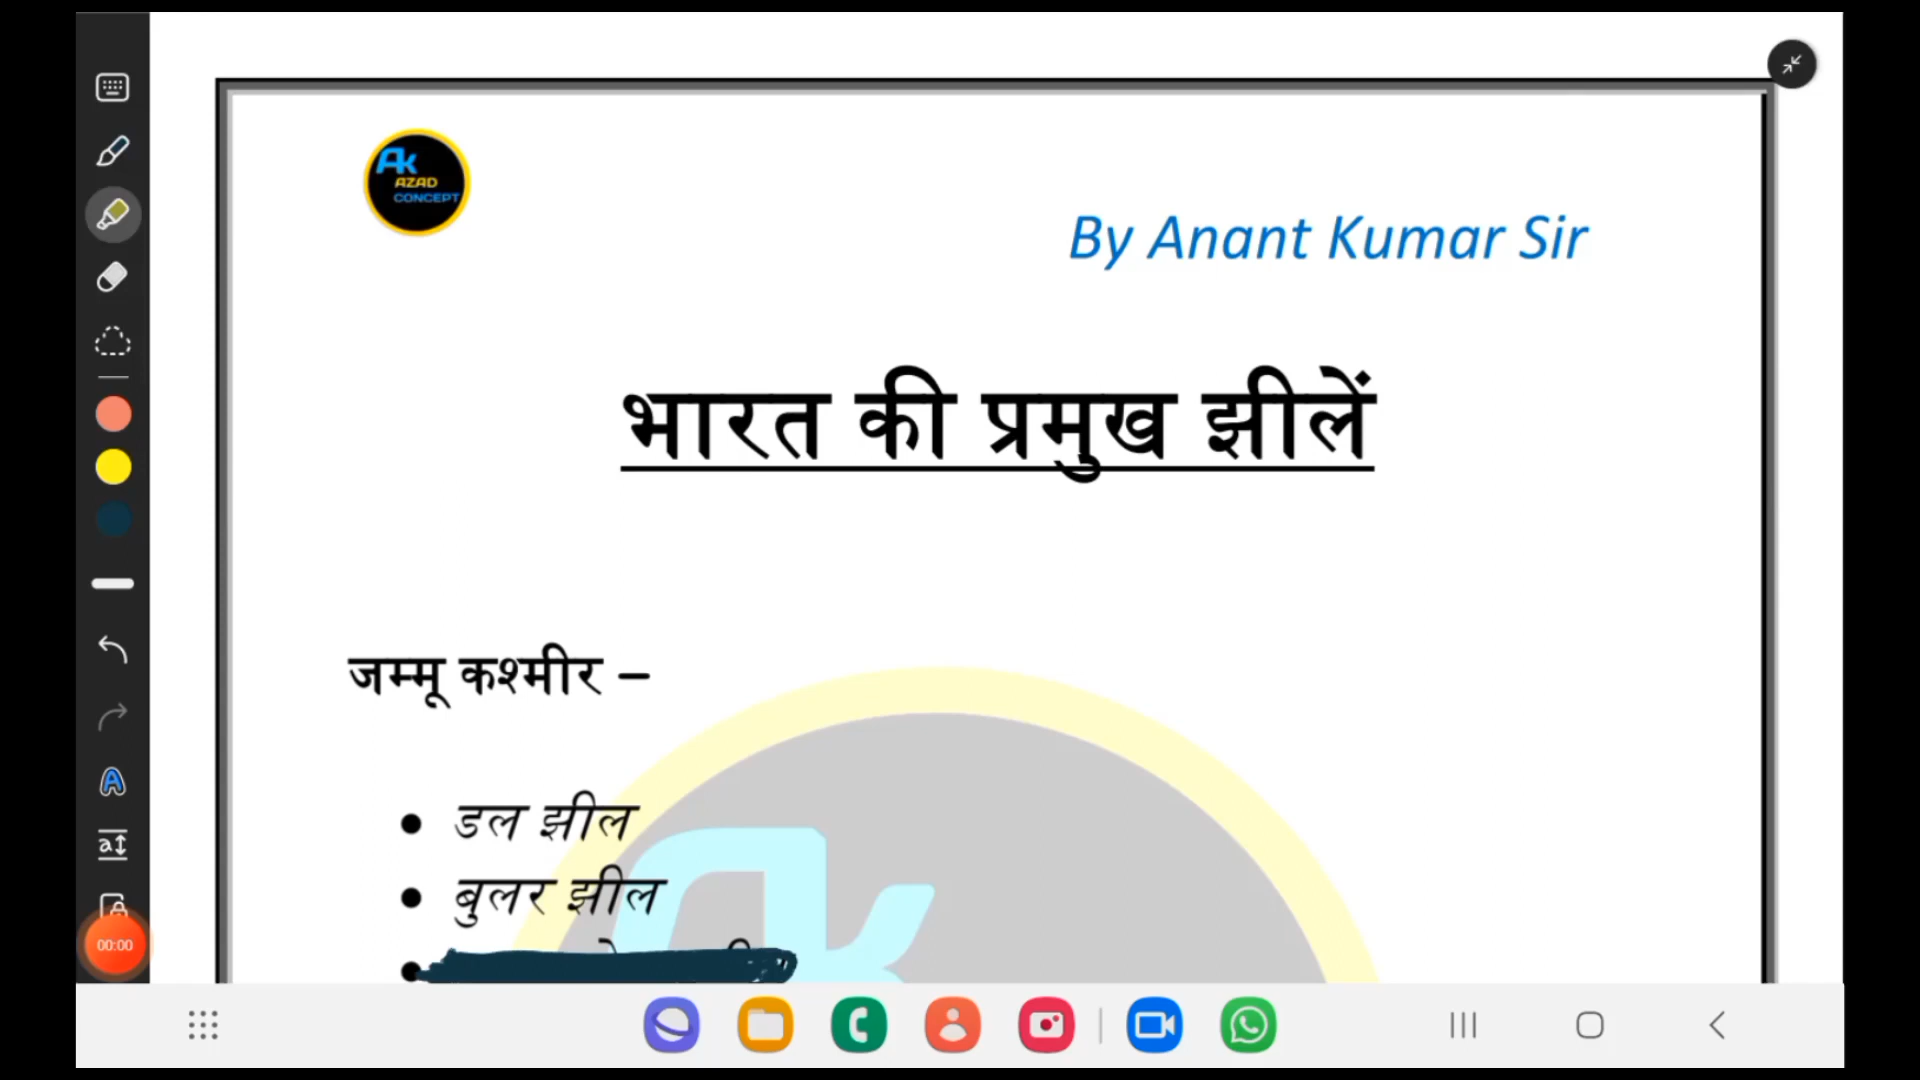 Ak
AZAD
CONCEPT
By Anant Kumar Sir
भारत की प्रमुख झीलें
जम्मू कश्मीर –
• डल झील
• बुलर झील
00:00